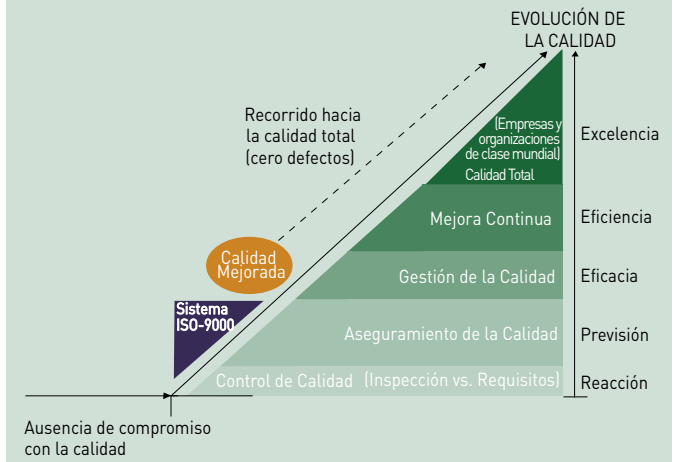 EVOLUCIÓN DE
LA CALIDAD
Recorrido hacia
la calidad total
(cero defectos)
(Empresas y
organizaciones
de clase mundial)
Calidad Total
Excelencia
Mejora Continua
Eficiencia
Calidad
Mejorada
Gestión de la Calidad
Eficacia
Sistema
ISO-9000
Aseguramiento de la Calidad
Previsión
Control de Calidad (Inspección vs. Requisitos)
Reacción
Ausencia de compromiso
con la calidad